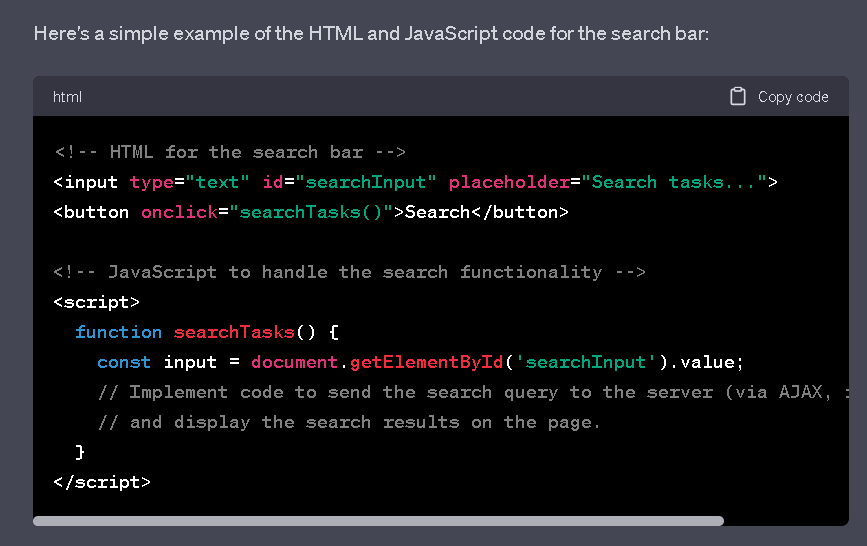 Here's a simple example of the HTML and JavaScript code for the search bar:
html
Copy code
<!-- HTML for the search bar -->
<input type="text" id="searchInput" placeholder="Search tasks...">
<button onclick="searchTasks()">Search</button>
<!-- JavaScript to handle the search functionality -->
<script>
function searchTasks() {
const input = document.getElementById('searchInput').value;
// Implement code to send the search query to the server (via AJAX,
// and display the search results on the page.
}
</script>